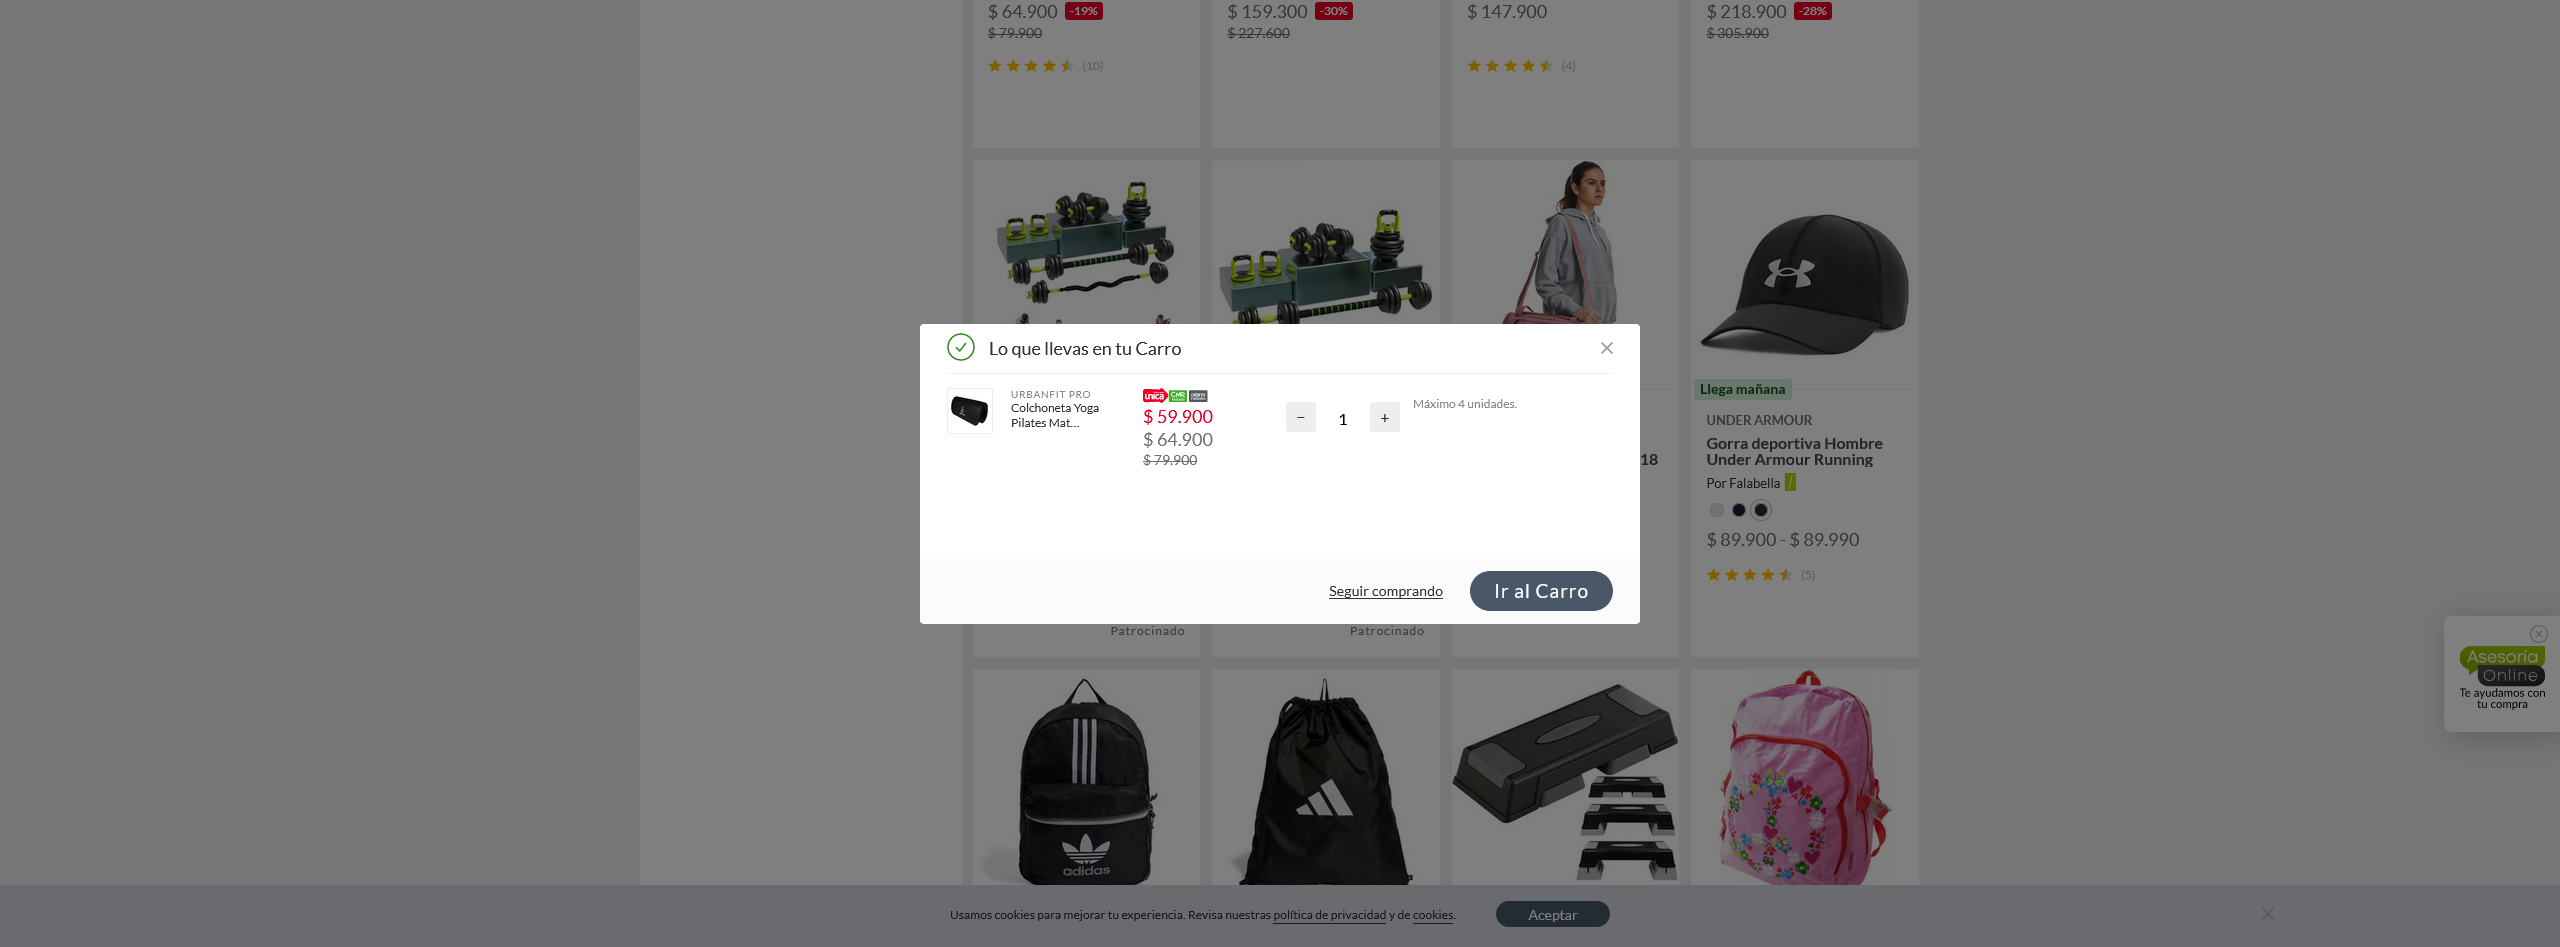 $ 64.900 -19%
$ 79.900
(10)
$ 159.300 -30%
$ 227.600
$ 147.900
(4)
$ 218.900 -28%
$ 305.900
Lo que llevas en tu Carro
URBANFIT PRO
Colchoneta Yoga
Pilates Mat...
única CMR
$ 59.900
$ 64.900
$ 79.900
− 1 +
Máximo 4 unidades.
Seguir comprando
Ir al Carro
18
Llega mañana
UNDER ARMOUR
Gorra deportiva Hombre
Under Armour Running
Por Falabella
$ 89.900 - $ 89.990
(5)
Patrocinado
Patrocinado
Asesoría
Online
Te ayudamos con
tu compra
adidas
Usamos cookies para mejorar tu experiencia. Revisa nuestras política de privacidad y de cookies.
Aceptar